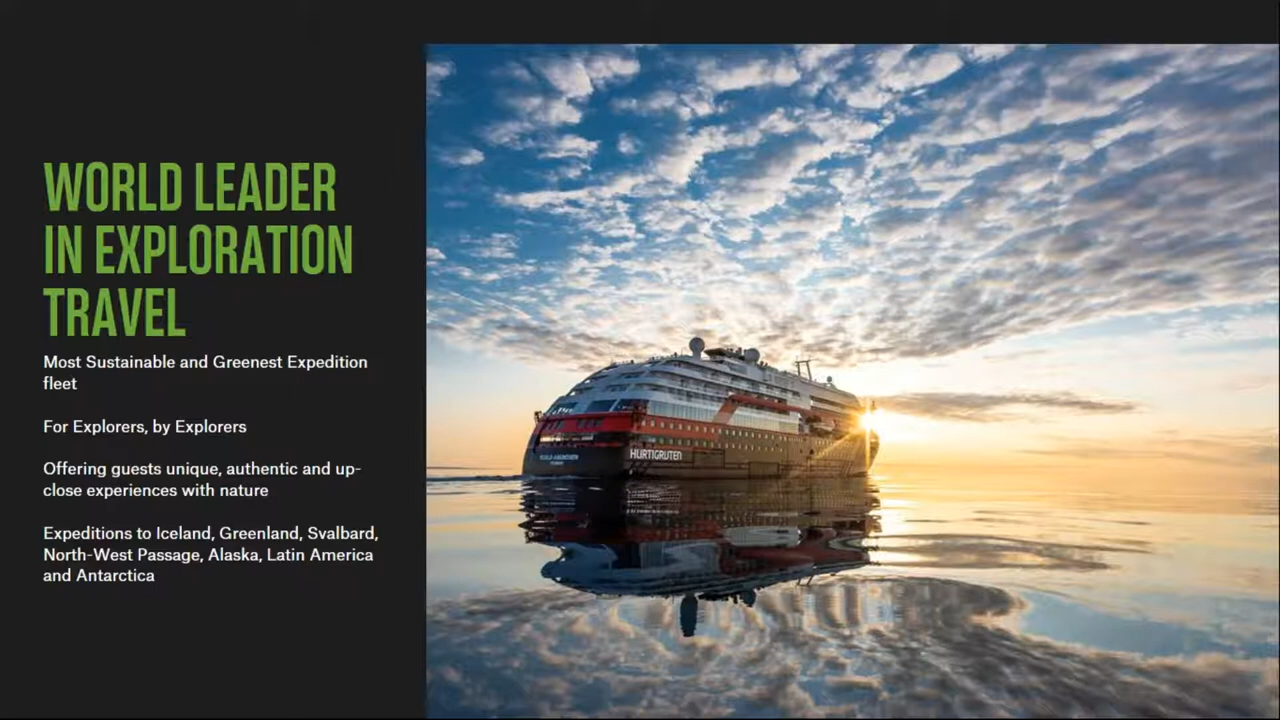 WORLD LEADER
IN EXPLORATION
TRAVEL
Most Sustainable and Greenest Expedition
fleet
For Explorers, by Explorers
Offering guests unique, authentic and up-
close experiences with nature
Expeditions to Iceland, Greenland, Svalbard,
North-West Passage, Alaska, Latin America
and Antarctica
HURTIGRUTEN